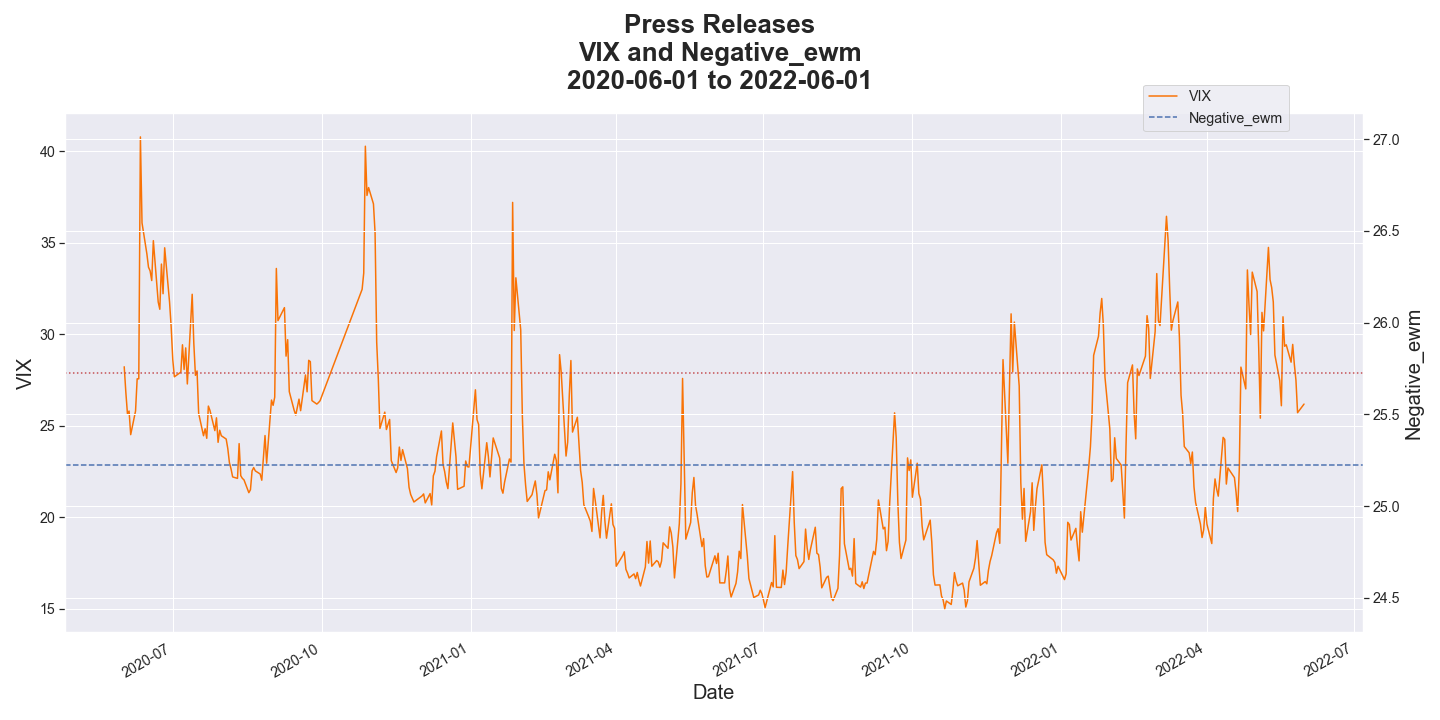 Press Releases
VIX and Negative_ewm
2020-06-01 to 2022-06-01
VIX
Negative_ewm
40
35
30
25
20
15
VIX
27.0
26.5
26.0
25.5
25.0
24.5
Negative_ewm
2020-07
2020-10
2021-01
2021-04
2021-07
2021-10
2022-01
2022-04
2022-07
Date